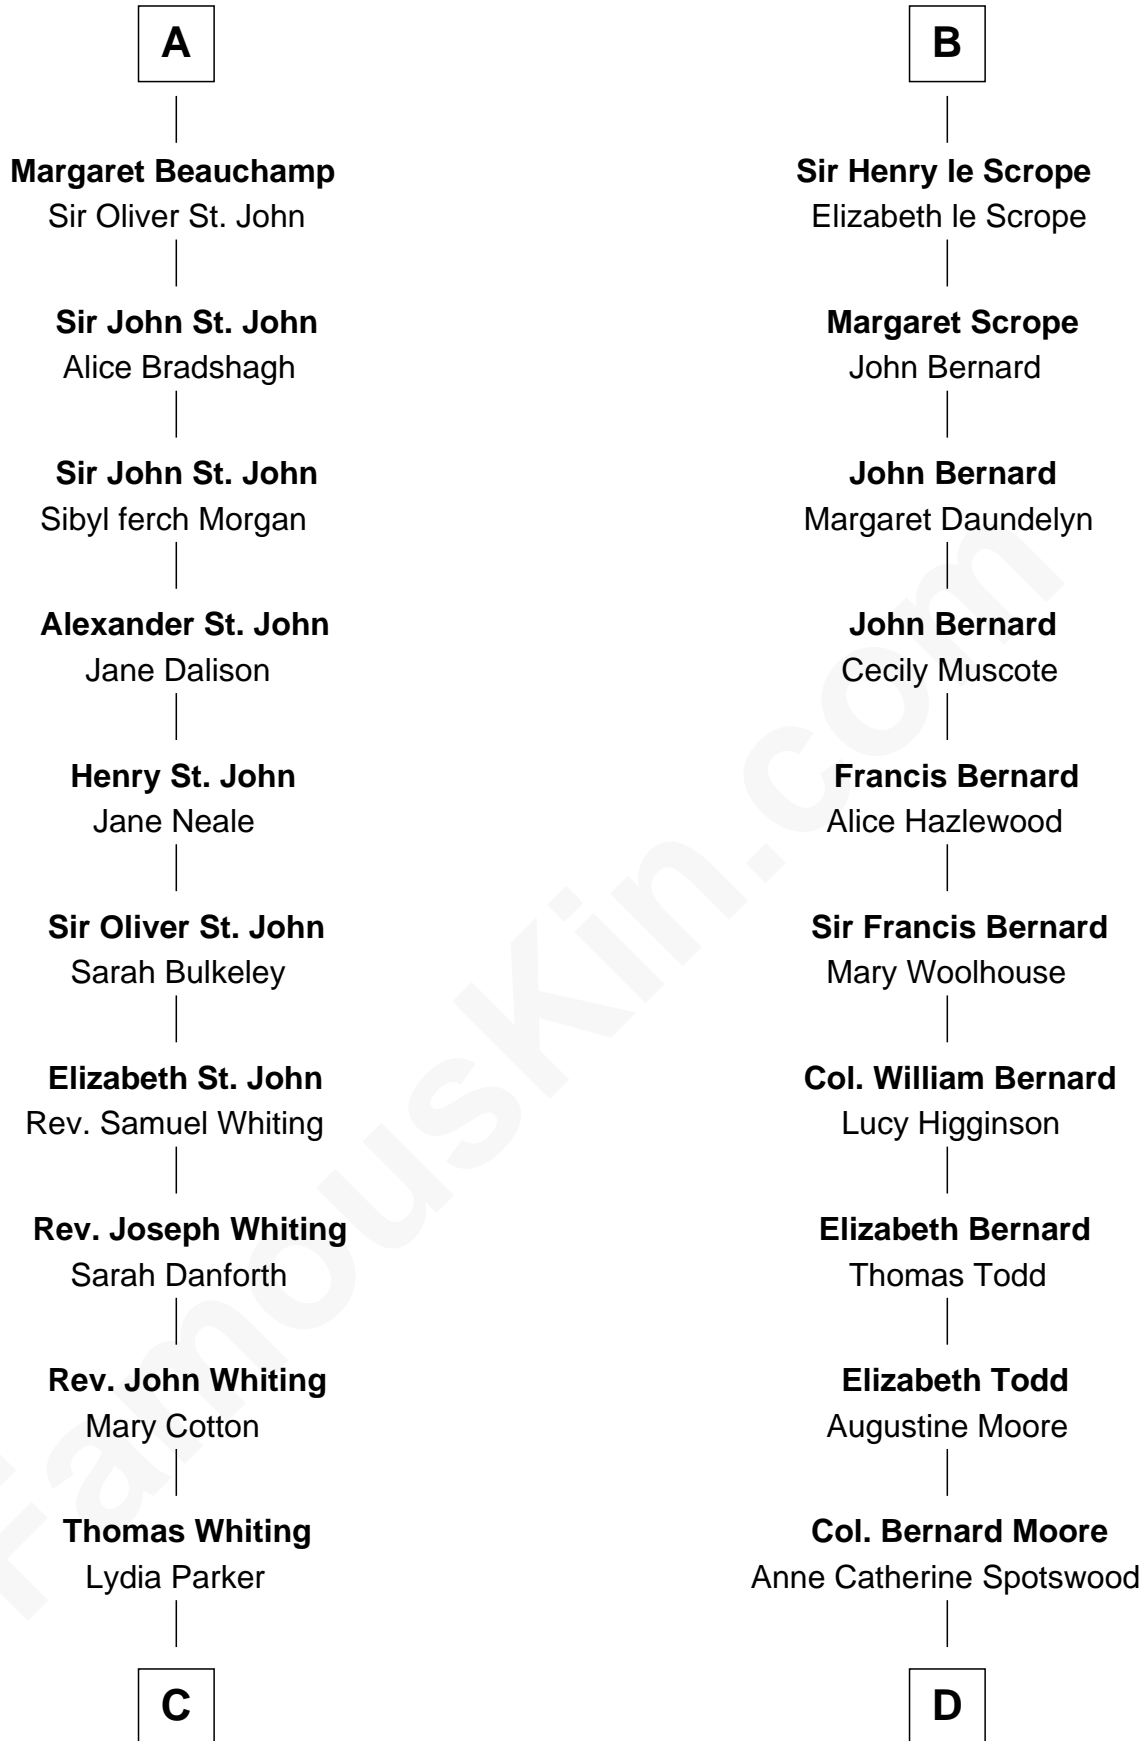 A
Margaret Beauchamp
Sir Oliver St. John
Sir John St. John
Alice Bradshagh
Sir John St. John
Sibyl ferch Morgan
Alexander St. John
Jane Dalison
Henry St. John
Jane Neale
Sir Oliver St. John
Sarah Bulkeley
Elizabeth St. John
Rev. Samuel Whiting
Rev. Joseph Whiting
Sarah Danforth
Rev. John Whiting
Mary Cotton
Thomas Whiting
Lydia Parker
C
B
Sir Henry le Scrope
Elizabeth le Scrope
Margaret Scrope
John Bernard
John Bernard
Margaret Daundelyn
John Bernard
Cecily Muscote
Francis Bernard
Alice Hazlewood
Sir Francis Bernard
Mary Woolhouse
Col. William Bernard
Lucy Higginson
Elizabeth Bernard
Thomas Todd
Elizabeth Todd
Augustine Moore
Col. Bernard Moore
Anne Catherine Spotswood
D
FamousKin.com